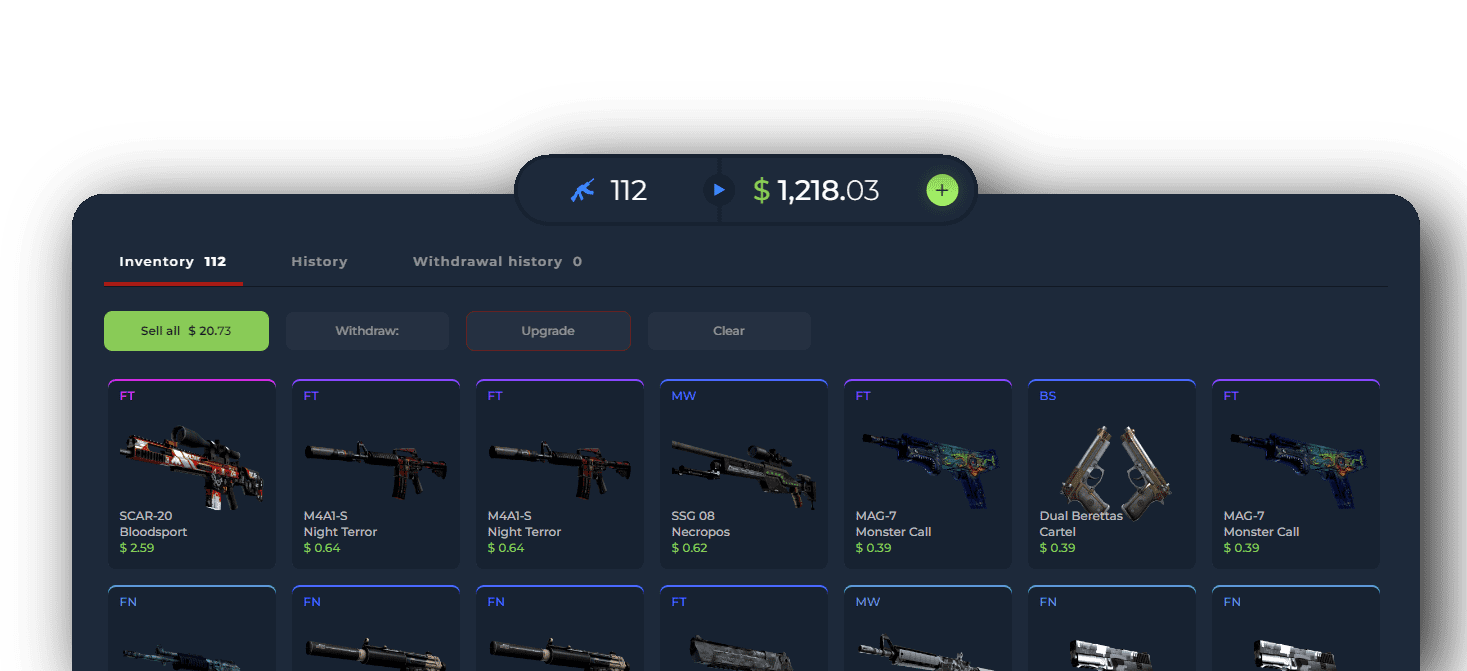 112 $ 1,218.03 +
Inventory 112 History Withdrawal history 0
Sell all $ 20.73 Withdraw: Upgrade Clear
FT FT FT MW FT BS FT
SCAR-20 M4A1-S M4A1-S SSG 08 MAG-7 Dual Berettas MAG-7
Bloodsport Night Terror Night Terror Necropos Monster Call Cartel Monster Call
$ 2.59 $ 0.64 $ 0.64 $ 0.62 $ 0.39 $ 0.39 $ 0.39
FN FN FN FT MW FN FN